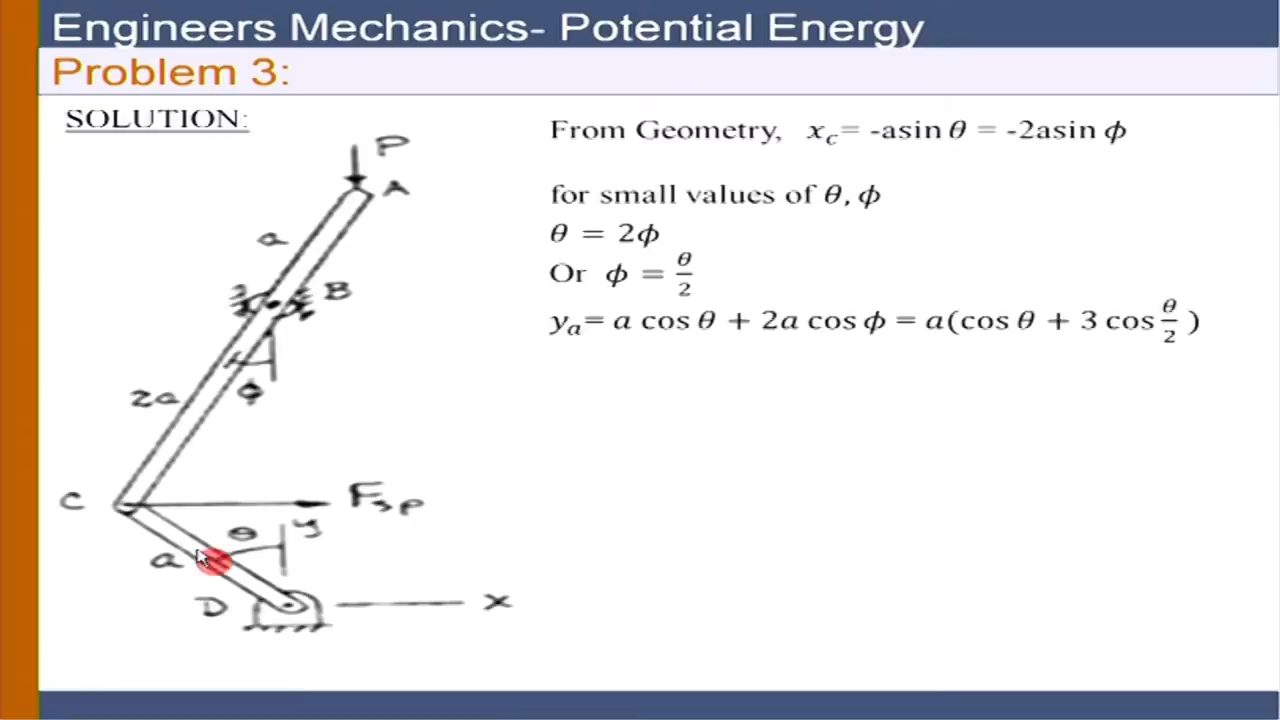 Engineers Mechanics- Potential Energy
Problem 3:
SOLUTION:
From Geometry, x_c= -asin θ = -2asin ϕ
for small values of θ, ϕ
θ = 2ϕ
Or ϕ = θ/2
y_a= a cos θ + 2a cos ϕ = a(cos θ + 3 cos θ/2 )
P
A
a
B
ϕ
2a
C
F_sp
θ
y
a
D
x